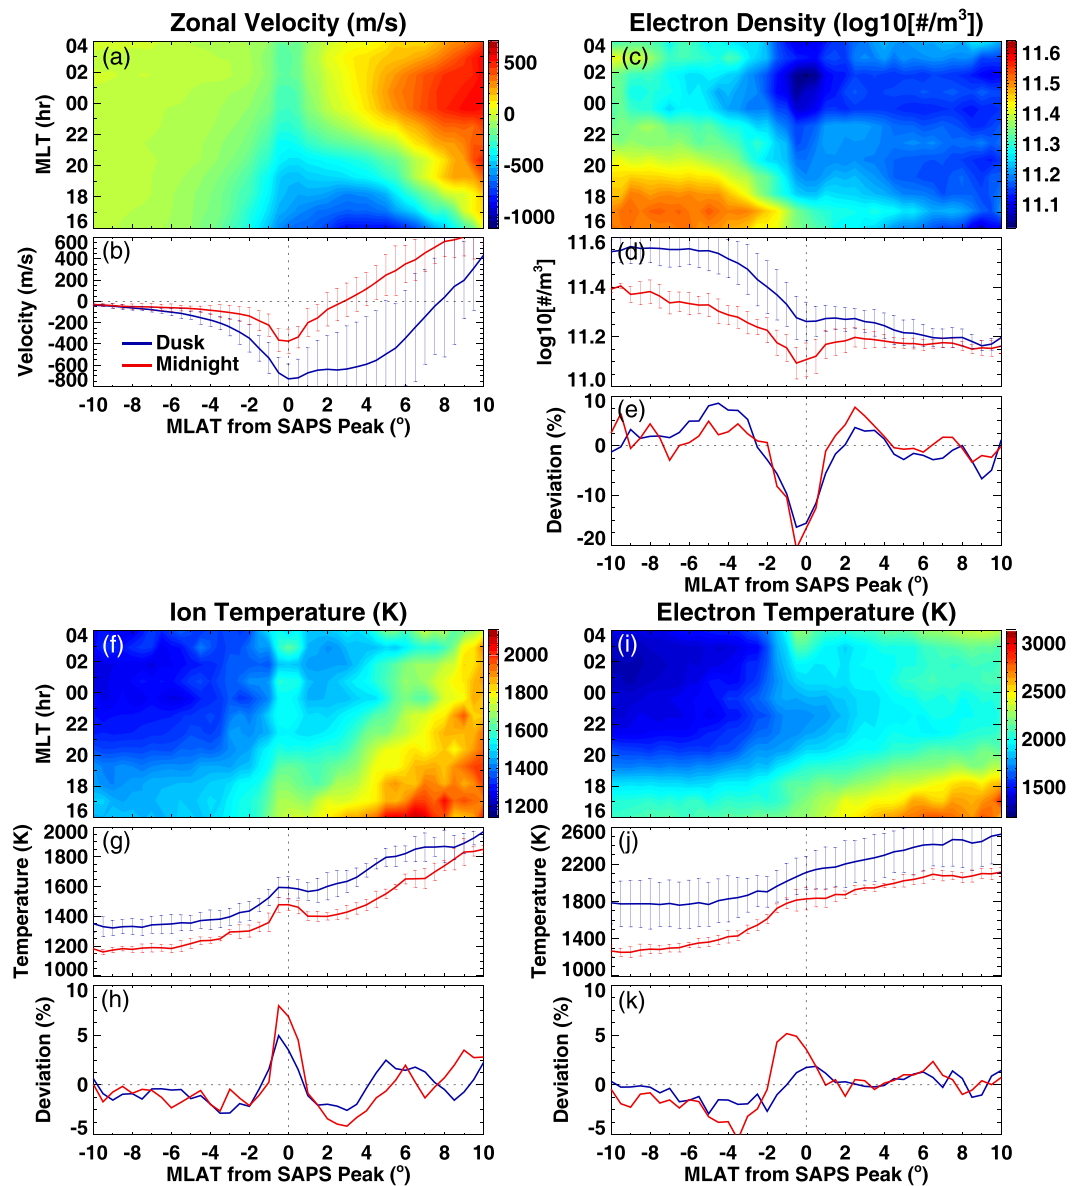 Zonal Velocity (m/s)
(a)
MLT (hr)
04
02
00
22
20
18
16
500
0
-500
-1000
(b)
Velocity (m/s)
600
400
200
0
-200
-400
-600
-800
Dusk
Midnight
-10 -8 -6 -4 -2 0 2 4 6 8 10
MLAT from SAPS Peak (°)
Electron Density (log10[#/m³])
(c)
04
02
00
22
20
18
16
11.6
11.5
11.4
11.3
11.2
11.1
(d)
log10[#/m³]
11.6
11.4
11.2
11.0
(e)
Deviation (%)
10
0
-10
-20
-10 -8 -6 -4 -2 0 2 4 6 8 10
MLAT from SAPS Peak (°)
Ion Temperature (K)
(f)
MLT (hr)
04
02
00
22
20
18
16
2000
1800
1600
1400
1200
(g)
Temperature (K)
2000
1800
1600
1400
1200
1000
(h)
Deviation (%)
10
5
0
-5
-10 -8 -6 -4 -2 0 2 4 6 8 10
MLAT from SAPS Peak (°)
Electron Temperature (K)
(i)
04
02
00
22
20
18
16
3000
2500
2000
1500
(j)
Temperature (K)
2600
2200
1800
1400
1000
(k)
Deviation (%)
10
5
0
-5
-10 -8 -6 -4 -2 0 2 4 6 8 10
MLAT from SAPS Peak (°)